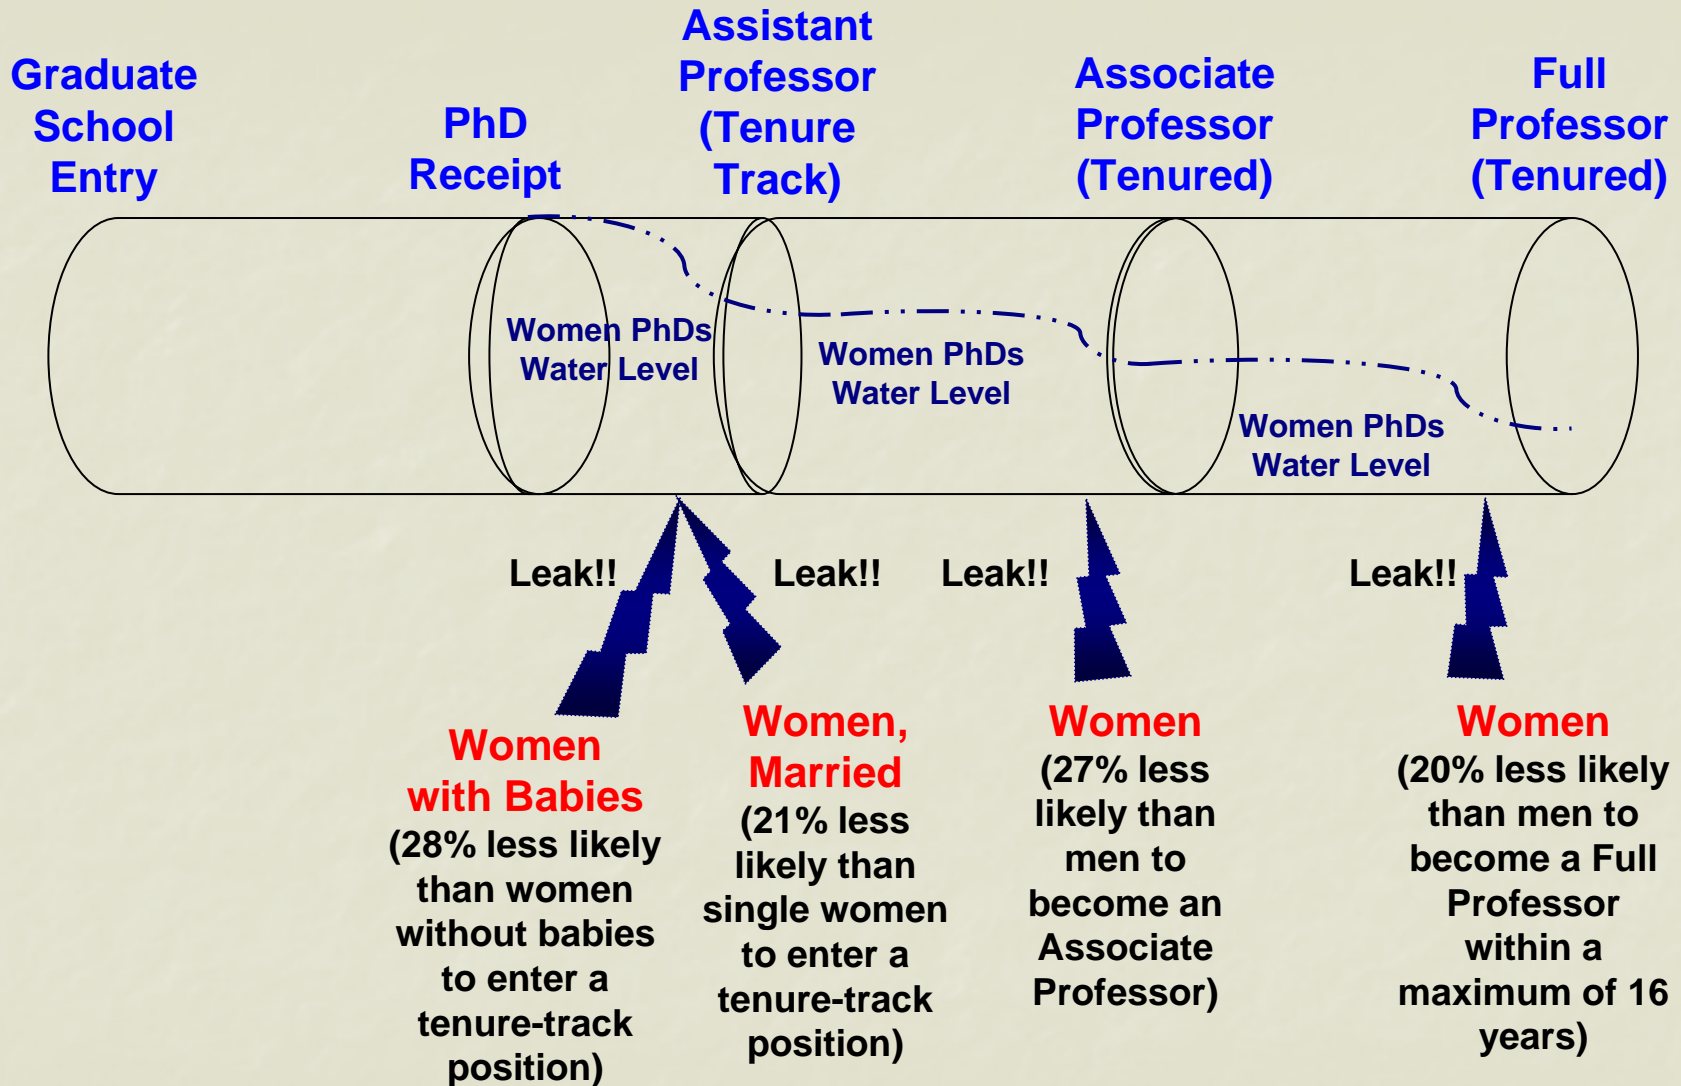 Graduate
School
Entry
PhD
Receipt
Assistant
Professor
(Tenure
Track)
Associate
Professor
(Tenured)
Full
Professor
(Tenured)
Women PhDs
Water Level
Women PhDs
Water Level
Women PhDs
Water Level
Leak!!
Leak!!
Leak!!
Leak!!
Women
with Babies
(28% less likely
than women
without babies
to enter a
tenure-track
position)
Women,
Married
(21% less
likely than
single women
to enter a
tenure-track
position)
Women
(27% less
likely than
men to
become an
Associate
Professor)
Women
(20% less likely
than men to
become a Full
Professor
within a
maximum of 16
years)